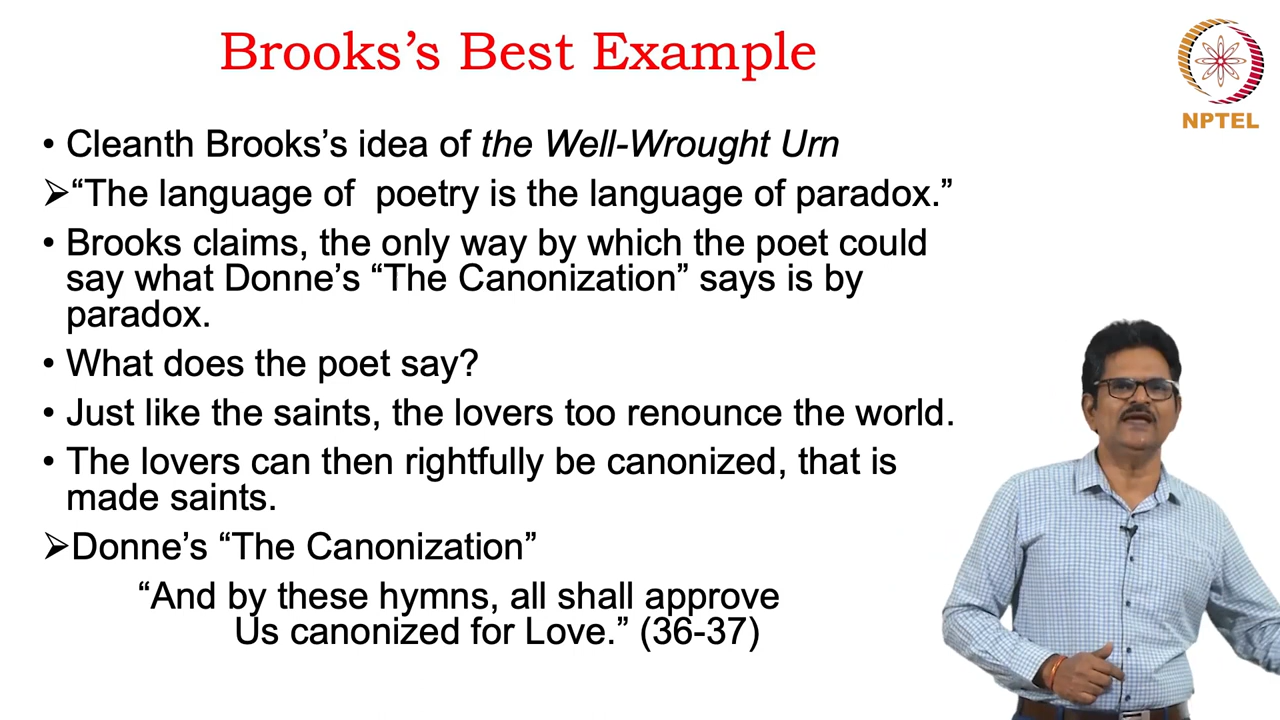 Brooks’s Best Example
NPTEL
• Cleanth Brooks’s idea of the Well-Wrought Urn
➢“The language of  poetry is the language of paradox.”
• Brooks claims, the only way by which the poet could
say what Donne’s “The Canonization” says is by
paradox.
• What does the poet say?
• Just like the saints, the lovers too renounce the world.
• The lovers can then rightfully be canonized, that is
made saints.
➢Donne’s “The Canonization”
“And by these hymns, all shall approve
Us canonized for Love.” (36-37)